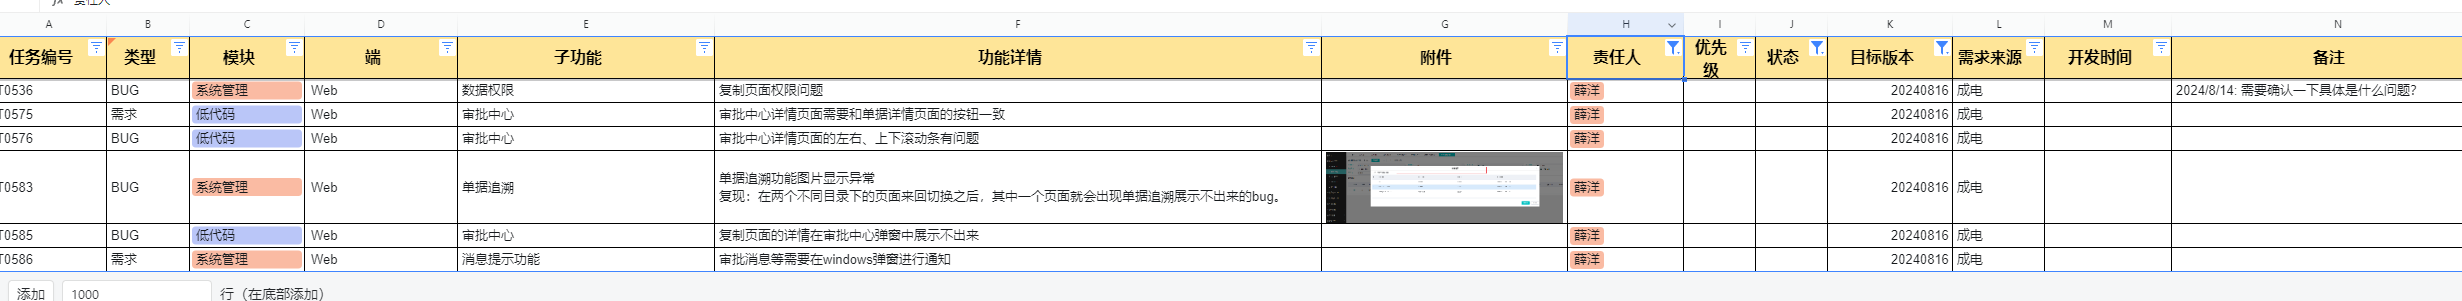 责任人
A B C D E F G H I J K L M N
任务编号 类型 模块 端 子功能 功能详情 附件 责任人 优先级 状态 目标版本 需求来源 开发时间 备注
T0536 BUG 系统管理 Web 数据权限 复制页面权限问题 薛洋 20240816 成电 2024/8/14: 需要确认一下具体是什么问题？
T0575 需求 低代码 Web 审批中心 审批中心详情页面需要和单据详情页面的按钮一致 薛洋 20240816 成电
T0576 BUG 低代码 Web 审批中心 审批中心详情页面的左右、上下滚动条有问题 薛洋 20240816 成电
T0583 BUG 系统管理 Web 单据追溯 单据追溯功能图片显示异常
复现：在两个不同目录下的页面来回切换之后，其中一个页面就会出现单据追溯展示不出来的bug。 薛洋 20240816 成电
T0585 BUG 低代码 Web 审批中心 复制页面的详情在审批中心弹窗中展示不出来 薛洋 20240816 成电
T0586 需求 系统管理 Web 消息提示功能 审批消息等需要在windows弹窗进行通知 薛洋 20240816 成电
添加 1000 行（在底部添加）